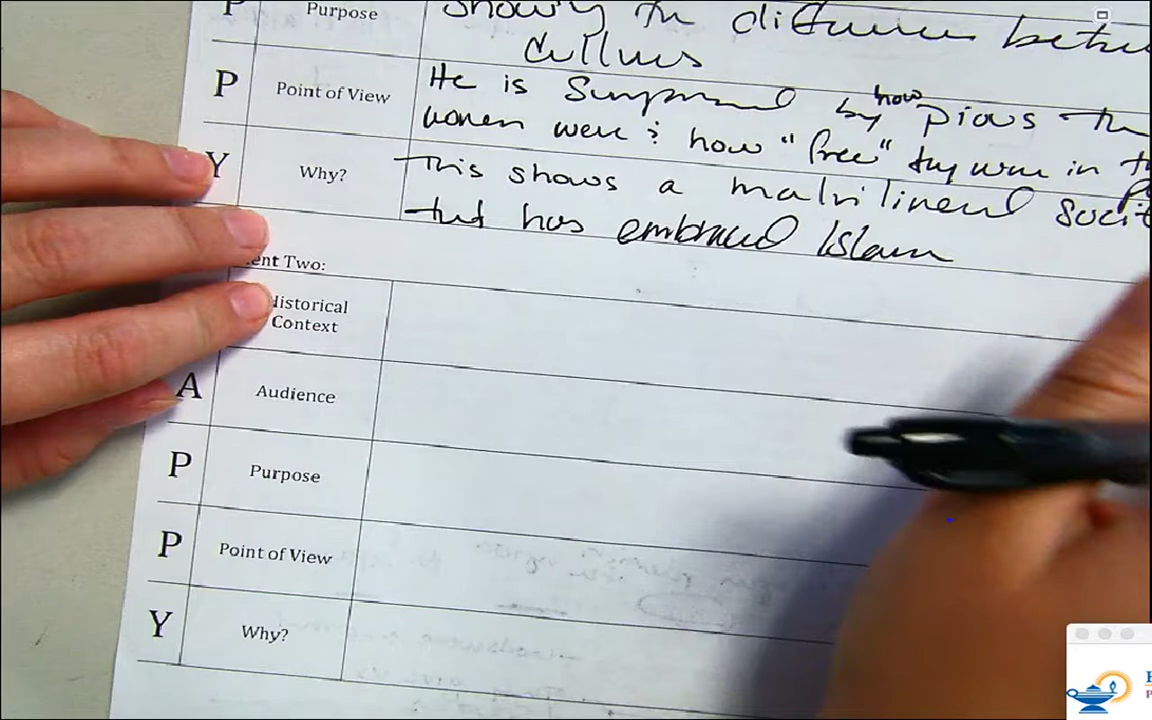 P Purpose showing the difference betwe
cultures
P Point of View He is surprised by how pious the
women were & how "free" they were in the
Y Why? This shows a matrilineal societ
that has embraced Islam
ent Two:
Historical
Context
A Audience
P Purpose
P Point of View
Y Why?